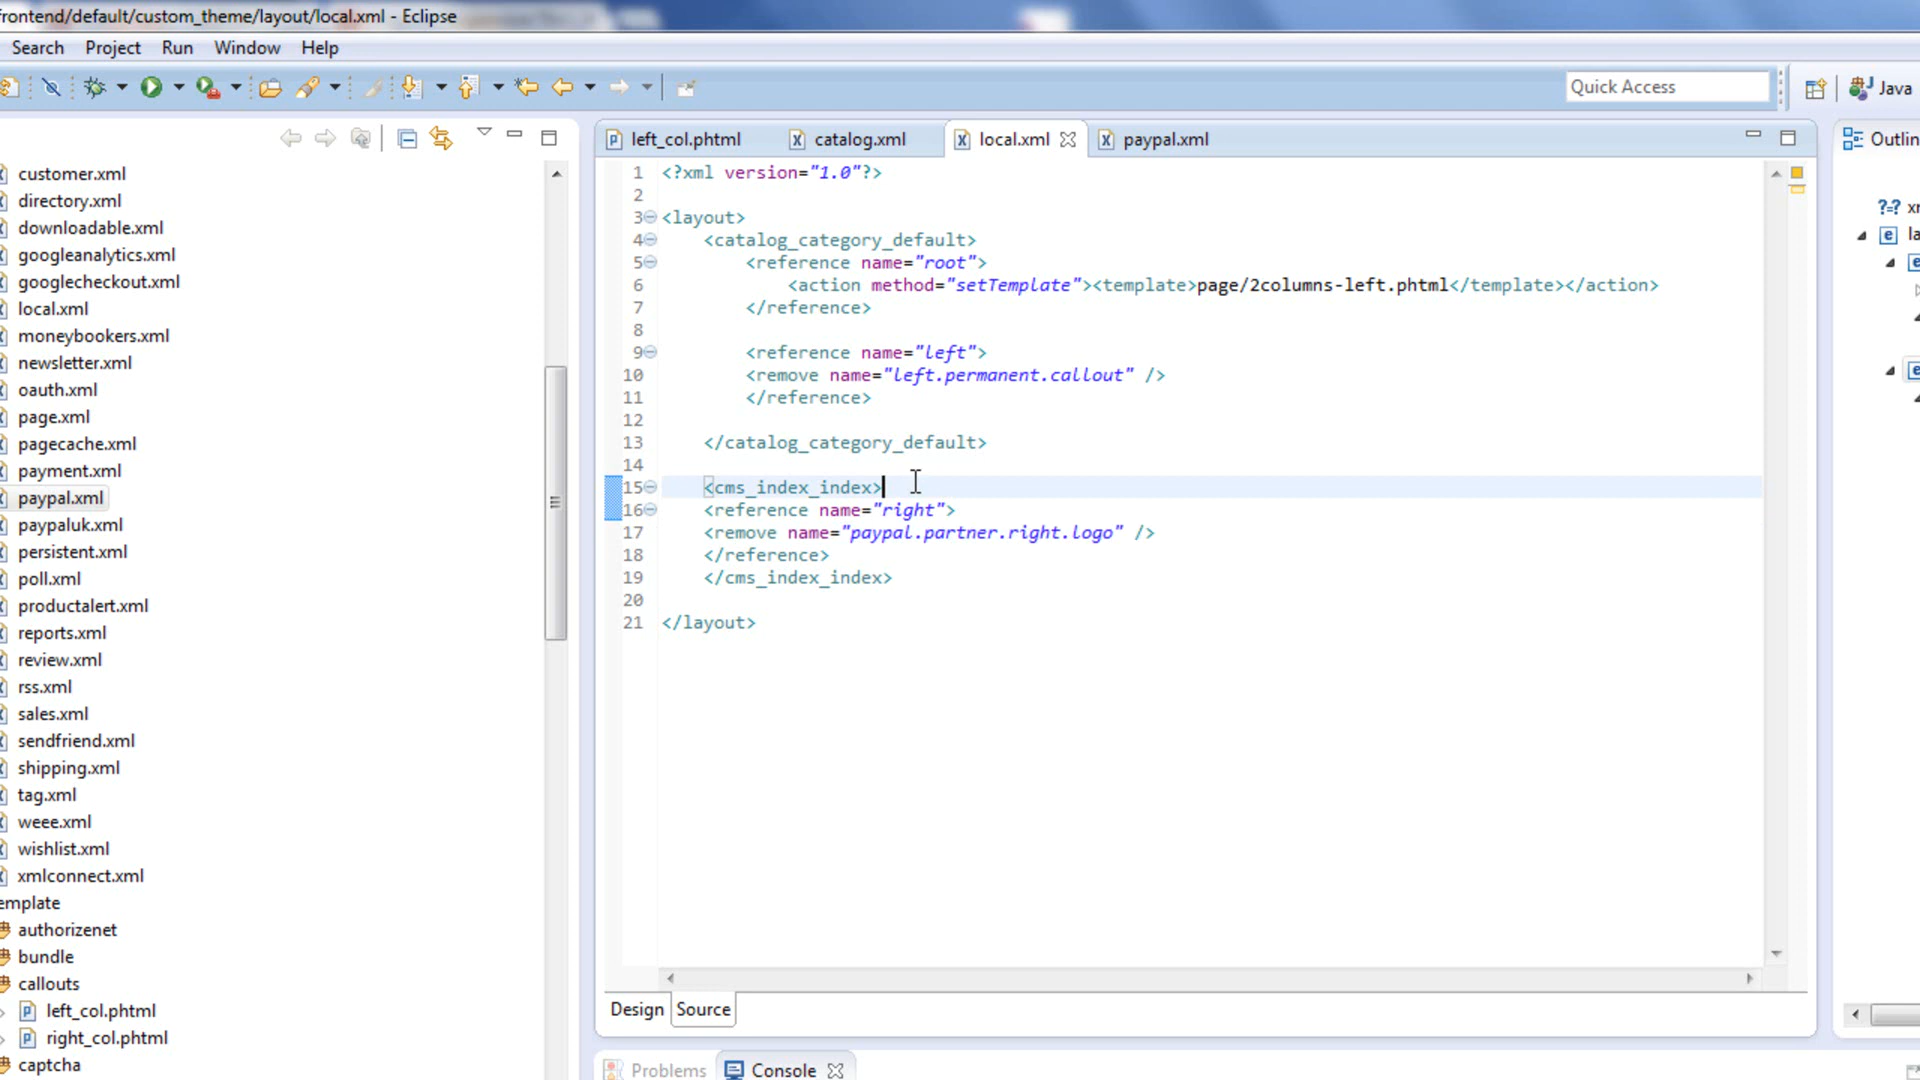 frontend/default/custom_theme/layout/local.xml - Eclipse
Search Project Run Window Help
Quick Access
Java
customer.xml
directory.xml
downloadable.xml
googleanalytics.xml
googlecheckout.xml
local.xml
moneybookers.xml
newsletter.xml
oauth.xml
page.xml
pagecache.xml
payment.xml
paypal.xml
paypaluk.xml
persistent.xml
poll.xml
productalert.xml
reports.xml
review.xml
rss.xml
sales.xml
sendfriend.xml
shipping.xml
tag.xml
weee.xml
wishlist.xml
xmlconnect.xml
emplate
authorizenet
bundle
callouts
left_col.phtml
right_col.phtml
captcha
left_col.phtml catalog.xml local.xml paypal.xml
1 <?xml version="1.0"?>
2
3 <layout>
4 <catalog_category_default>
5 <reference name="root">
6 <action method="setTemplate"><template>page/2columns-left.phtml</template></action>
7 </reference>
8
9 <reference name="left">
10 <remove name="left.permanent.callout" />
11 </reference>
12
13 </catalog_category_default>
14
15 <cms_index_index>
16 <reference name="right">
17 <remove name="paypal.partner.right.logo" />
18 </reference>
19 </cms_index_index>
20
21 </layout>
Design Source
Problems Console
Outlin
?=? xr
e la
e
e